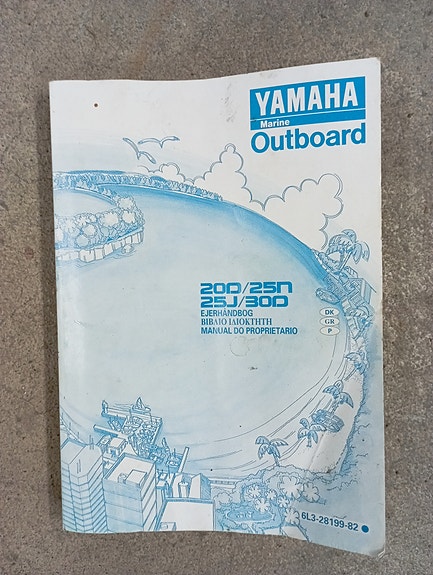 YAMAHA
Marine
Outboard
20D/25N
25J/30D
EJERHÅNDBOG DK
ΒΙΒΛΙΟ ΙΔΙΟΚΤΗΤΗ GR
MANUAL DO PROPRIETARIO P
6L3-28199-82